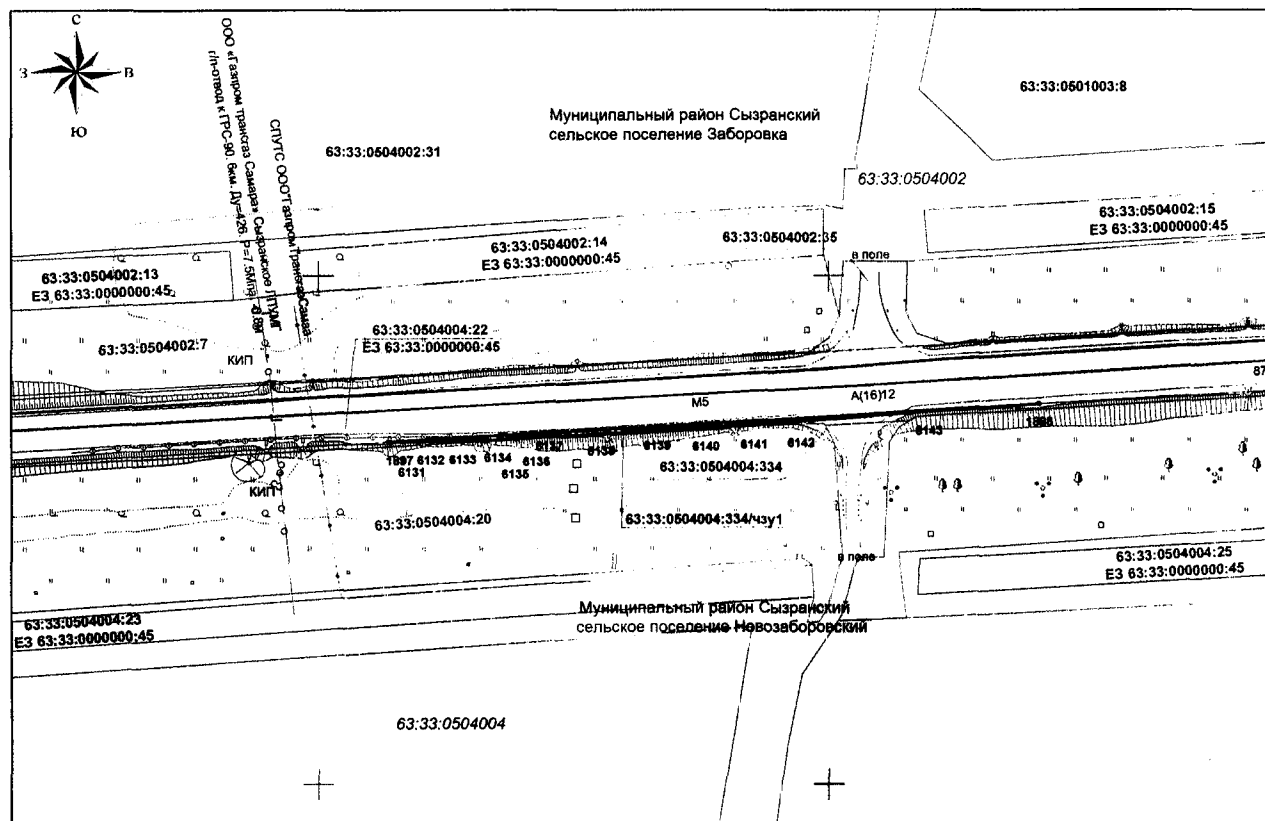 С
З
В
Ю
ООО «Газпром трансгаз Самара» Сызранское ЛПУМГ
г/п-отвод к ГРС-90. 6км. Ду=426. Р=7.5Мпа
СПУТС ООО"Газпром Трансгаз
Муниципальный район Сызранский
сельское поселение Заборовка
63:33:0501003:8
63:33:0504002:31
63:33:0504002
63:33:0504002:15
ЕЗ 63:33:0000000:45
63:33:0504002:14
ЕЗ 63:33:0000000:45
63:33:0504002:35
в поле
63:33:0504002:13
ЕЗ 63:33:0000000:45
63:33:0504004:22
ЕЗ 63:33:0000000:45
63:33:0504002:7
КИП
М5
А(16)12
87
1897
6132
6133
6134
6136
6137
6138
6139
6140
6141
6142
6143
1898
6131
6135
63:33:0504004:334
КИП
63:33:0504004:20
63:33:0504004:334/чзу1
в поле
63:33:0504004:25
ЕЗ 63:33:0000000:45
63:33:0504004:23
ЕЗ 63:33:0000000:45
Муниципальный район Сызранский
сельское поселение Новозаборовский
63:33:0504004